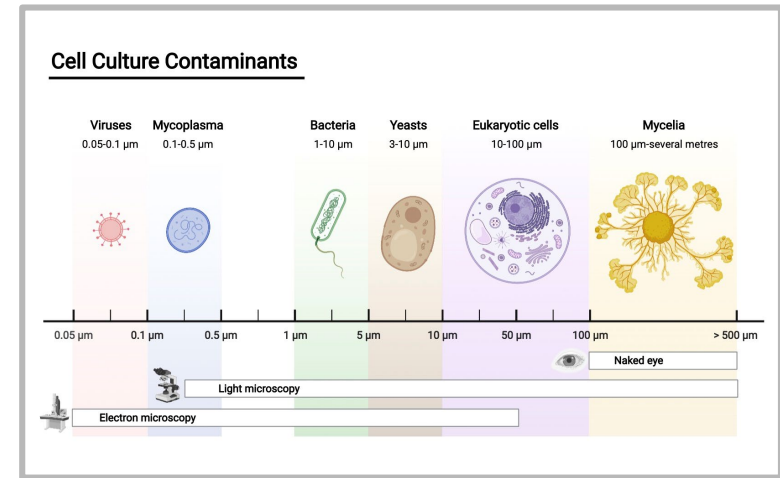 Cell Culture Contaminants
Viruses
0.05-0.1 μm
Mycoplasma
0.1-0.5 μm
Bacteria
1-10 μm
Yeasts
3-10 μm
Eukaryotic cells
10-100 μm
Mycelia
100 μm-several metres
0.05 μm 0.1 μm 0.5 μm 1 μm 5 μm 10 μm 50 μm 100 μm > 500 μm
Naked eye
Light microscopy
Electron microscopy